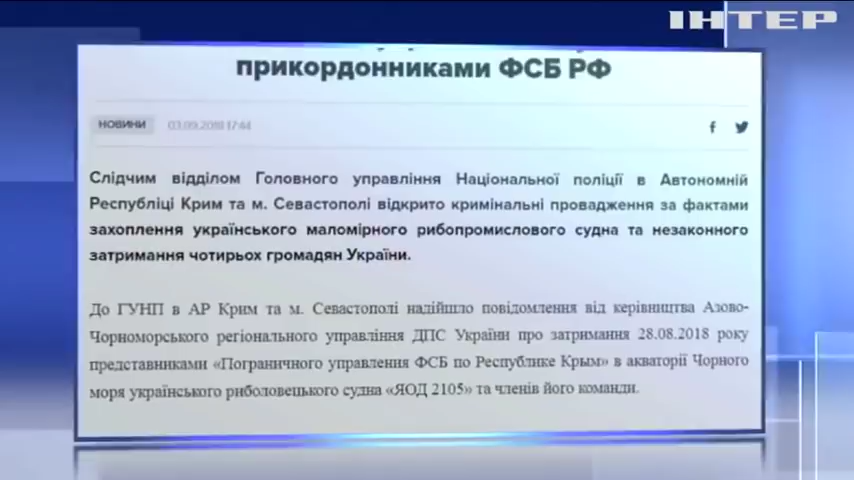 ІНТЕР
прикордонниками ФСБ РФ
НОВИНИ 03.09.2018 17:44
Слідчим відділом Головного управління Національної поліції в Автономній
Республіці Крим та м. Севастополі відкрито кримінальні провадження за фактами
захоплення українського маломірного рибопромислового судна та незаконного
затримання чотирьох громадян України.
До ГУНП в АР Крим та м. Севастополі надійшло повідомлення від керівництва Азово-
Чорноморського регіонального управління ДПС України про затримання 28.08.2018 року
представниками «Пограничного управления ФСБ по Республике Крым» в акваторії Чорного
моря українського риболовецького судна «ЯОД 2105» та членів його команди.